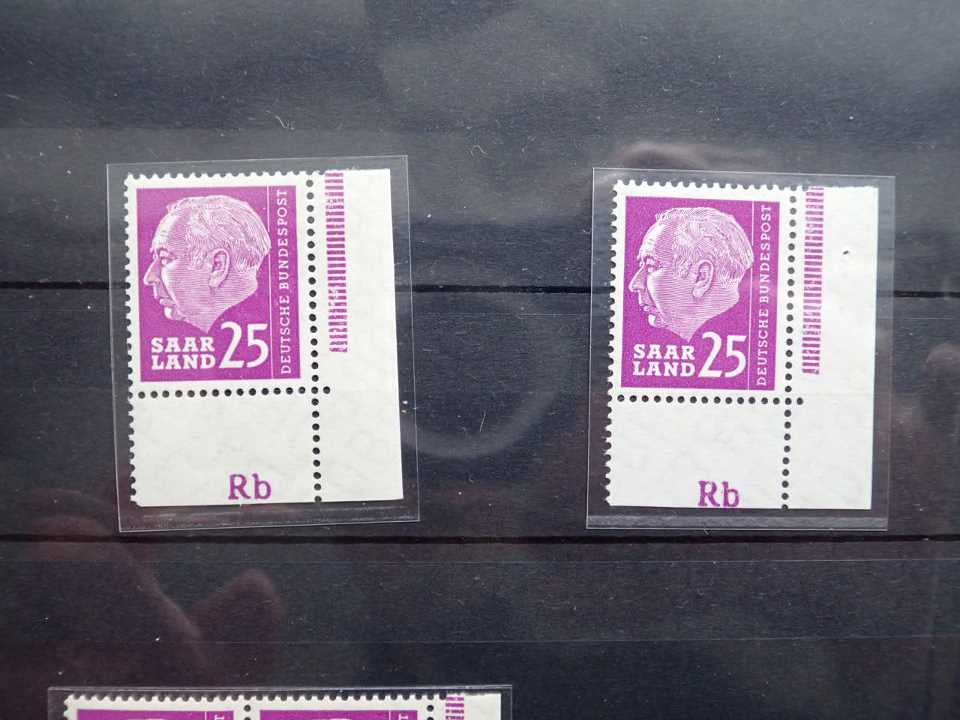 SAAR
LAND 25
DEUTSCHE BUNDESPOST
Rb
SAAR
LAND 25
DEUTSCHE BUNDESPOST
Rb